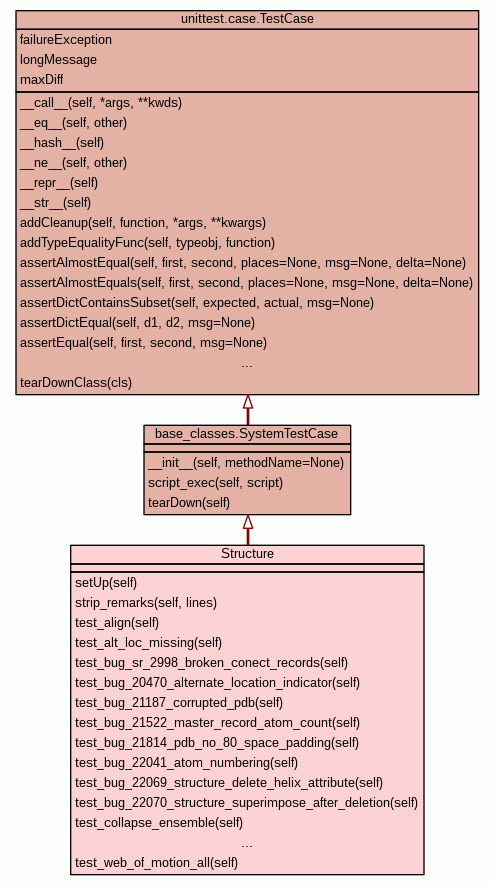 unittest.case.TestCase
failureException
longMessage
maxDiff
__call__(self, *args, **kwds)
__eq__(self, other)
__hash__(self)
__ne__(self, other)
__repr__(self)
__str__(self)
addCleanup(self, function, *args, **kwargs)
addTypeEqualityFunc(self, typeobj, function)
assertAlmostEqual(self, first, second, places=None, msg=None, delta=None)
assertAlmostEquals(self, first, second, places=None, msg=None, delta=None)
assertDictContainsSubset(self, expected, actual, msg=None)
assertDictEqual(self, d1, d2, msg=None)
assertEqual(self, first, second, msg=None)
...
tearDownClass(cls)
base_classes.SystemTestCase
__init__(self, methodName=None)
script_exec(self, script)
tearDown(self)
Structure
setUp(self)
strip_remarks(self, lines)
test_align(self)
test_alt_loc_missing(self)
test_bug_sr_2998_broken_conect_records(self)
test_bug_20470_alternate_location_indicator(self)
test_bug_21187_corrupted_pdb(self)
test_bug_21522_master_record_atom_count(self)
test_bug_21814_pdb_no_80_space_padding(self)
test_bug_22041_atom_numbering(self)
test_bug_22069_structure_delete_helix_attribute(self)
test_bug_22070_structure_superimpose_after_deletion(self)
test_collapse_ensemble(self)
...
test_web_of_motion_all(self)